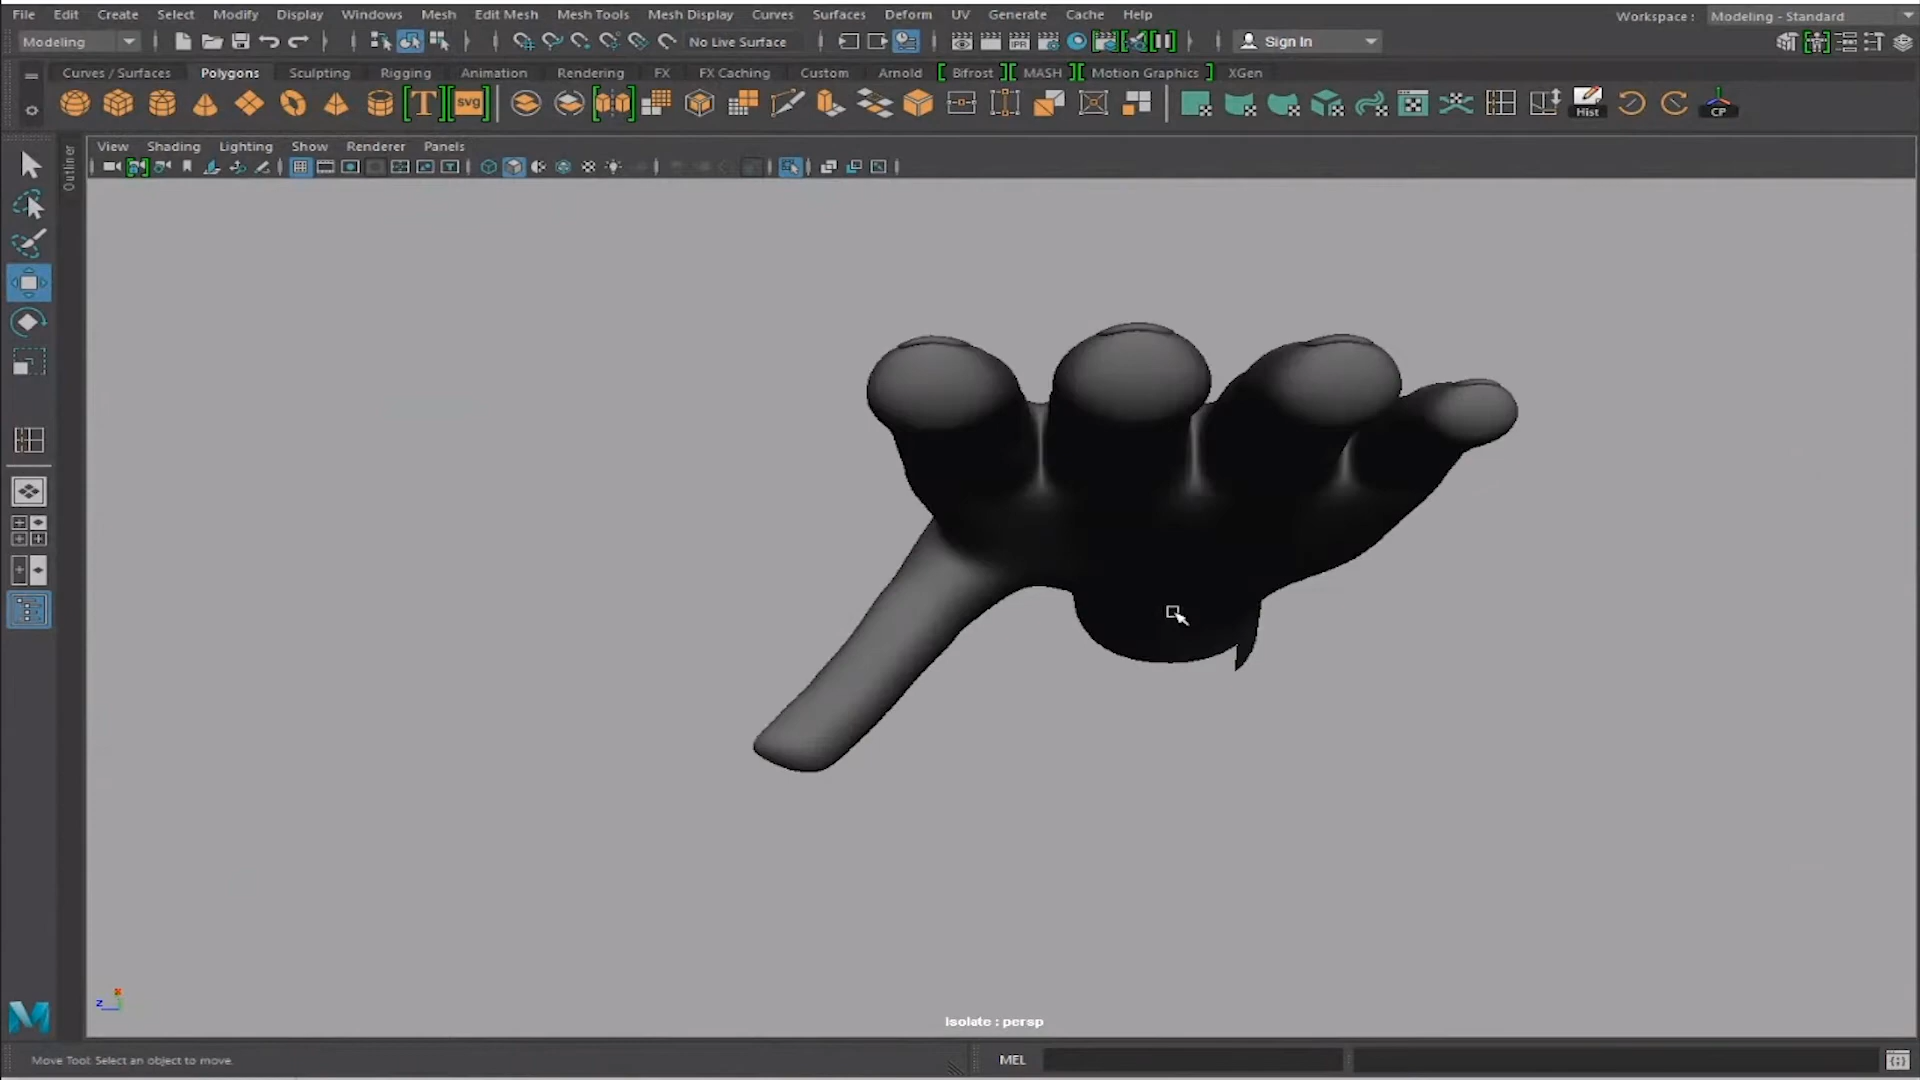 File Edit Create Select Modify Display Windows Mesh Edit Mesh Mesh Tools Mesh Display Curves Surfaces Deform UV Generate Cache Help Workspace : Modeling - Standard
Modeling No Live Surface IPR Sign In
Curves / Surfaces Polygons Sculpting Rigging Animation Rendering FX FX Caching Custom Arnold Bifrost MASH Motion Graphics XGen
T svg Hist CP
View Shading Lighting Show Renderer Panels
Outliner
z x
Isolate : persp
M
Move Tool: Select an object to move. MEL